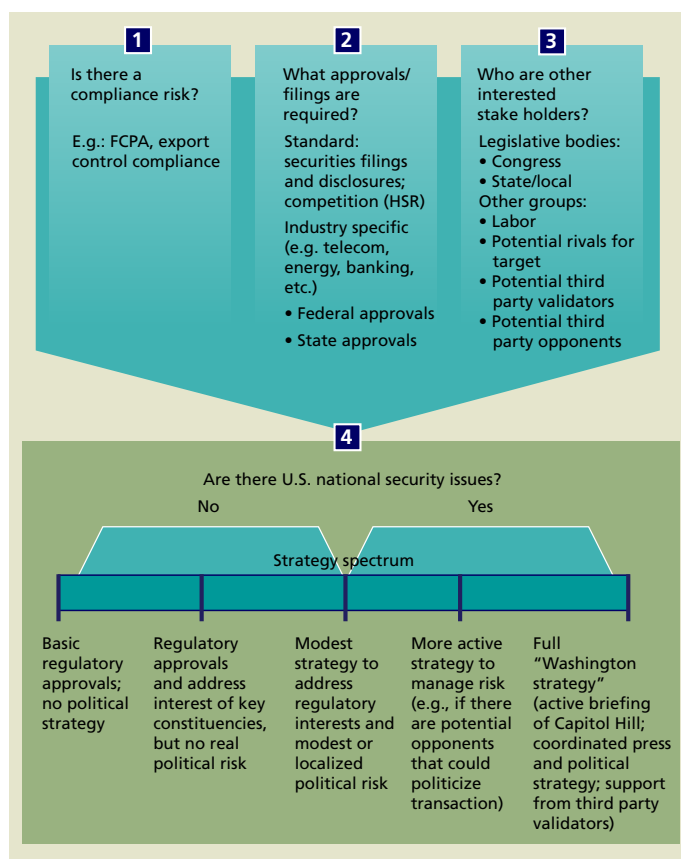 1
Is there a
compliance risk?
E.g.: FCPA, export
control compliance
2
What approvals/
filings are
required?
Standard:
securities filings
and disclosures;
competition (HSR)
Industry specific
(e.g. telecom,
energy, banking,
etc.)
• Federal approvals
• State approvals
3
Who are other
interested
stake holders?
Legislative bodies:
• Congress
• State/local
Other groups:
• Labor
• Potential rivals for
target
• Potential third
party validators
• Potential third
party opponents
4
Are there U.S. national security issues?
No
Yes
Strategy spectrum
Basic
regulatory
approvals;
no political
strategy
Regulatory
approvals
and address
interest of key
constituencies,
but no real
political risk
Modest
strategy to
address
regulatory
interests and
modest or
localized
political risk
More active
strategy to
manage risk
(e.g., if there
are potential
opponents
that could
politicize
transaction)
Full
“Washington
strategy”
(active briefing
of Capitol Hill;
coordinated press
and political
strategy; support
from third party
validators)